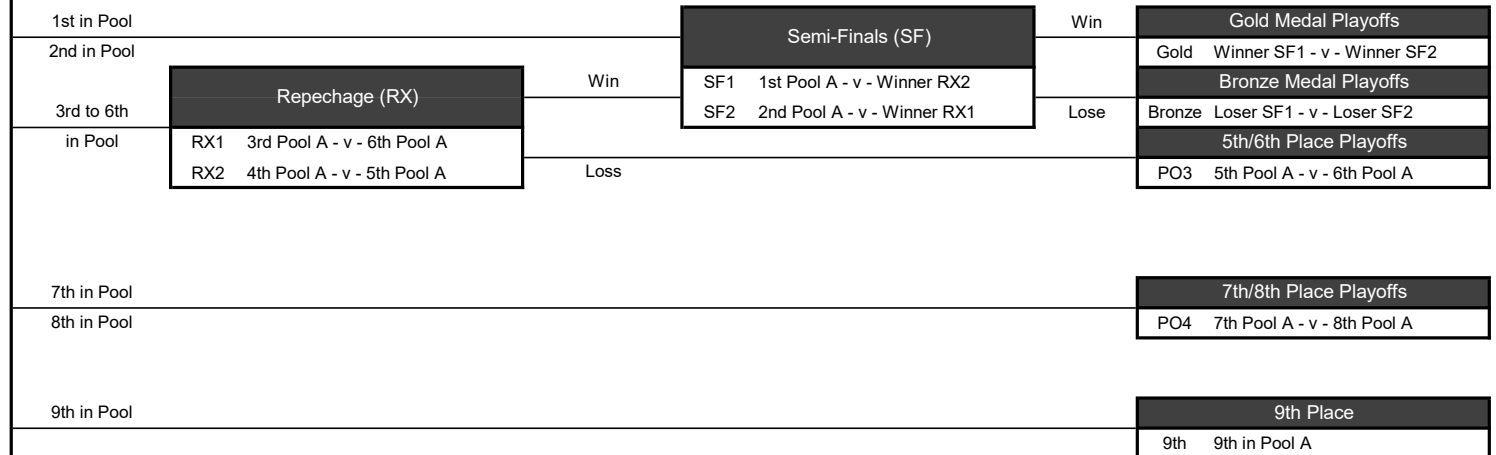 1st in Pool
2nd in Pool
Semi-Finals (SF)
Win
Gold Medal Playoffs
Gold Winner SF1 - v - Winner SF2
Repechage (RX)
Win
SF1 1st Pool A - v - Winner RX2
SF2 2nd Pool A - v - Winner RX1
Lose
Bronze Medal Playoffs
Bronze Loser SF1 - v - Loser SF2
3rd to 6th
in Pool
RX1 3rd Pool A - v - 6th Pool A
RX2 4th Pool A - v - 5th Pool A
Loss
5th/6th Place Playoffs
PO3 5th Pool A - v - 6th Pool A
7th in Pool
8th in Pool
7th/8th Place Playoffs
PO4 7th Pool A - v - 8th Pool A
9th in Pool
9th Place
9th 9th in Pool A